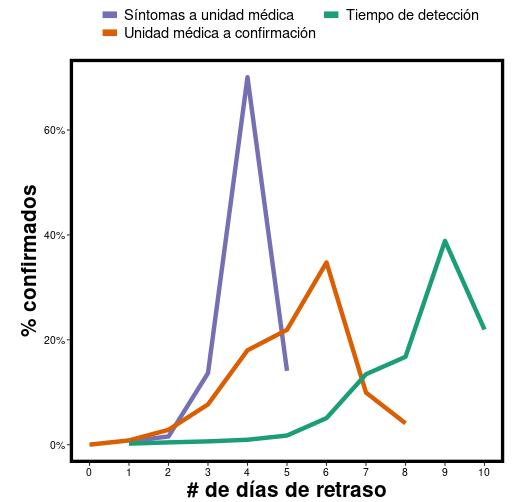 Síntomas a unidad médica
Tiempo de detección
Unidad médica a confirmación
60%
40%
20%
0%
% confirmados
0 1 2 3 4 5 6 7 8 9 10
# de días de retraso